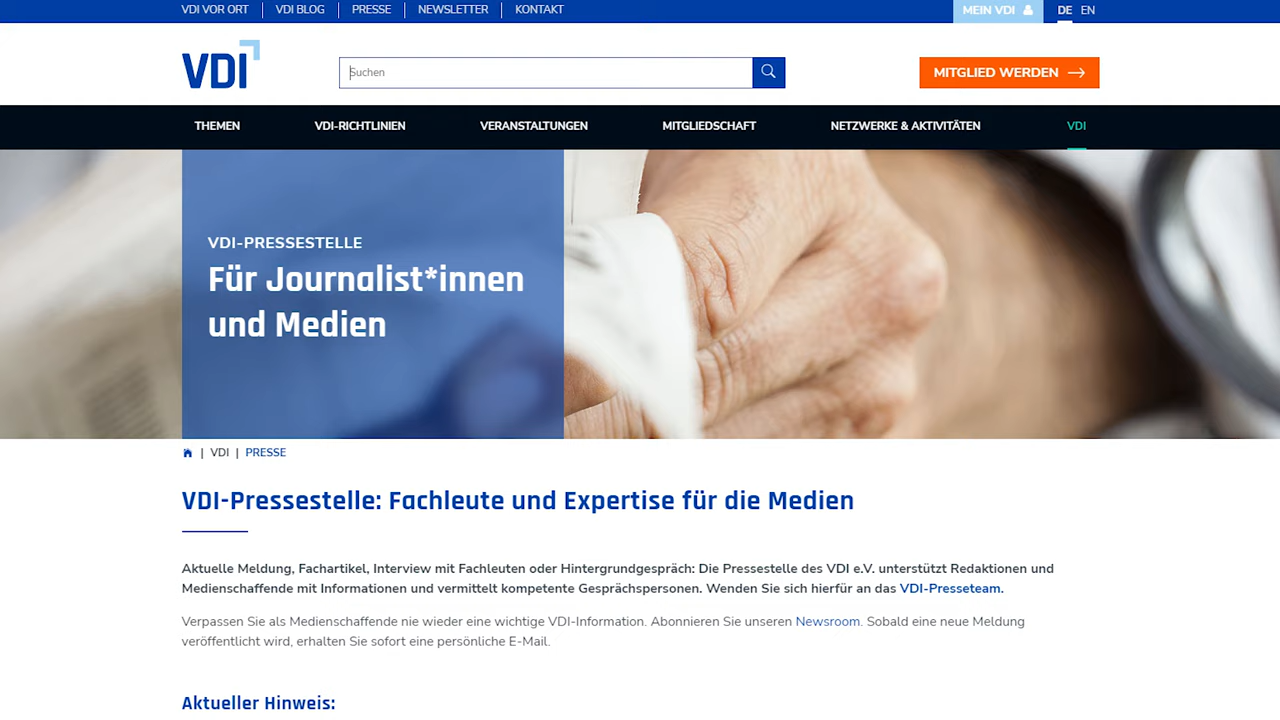 VDI VOR ORT
VDI BLOG
PRESSE
NEWSLETTER
KONTAKT
MEIN VDI
DE
EN
VDI
Suchen
MITGLIED WERDEN
THEMEN
VDI-RICHTLINIEN
VERANSTALTUNGEN
MITGLIEDSCHAFT
NETZWERKE & AKTIVITÄTEN
VDI
VDI-PRESSESTELLE
Für Journalist*innen
und Medien
| VDI | PRESSE
VDI-Pressestelle: Fachleute und Expertise für die Medien
Aktuelle Meldung, Fachartikel, Interview mit Fachleuten oder Hintergrundgespräch: Die Pressestelle des VDI e.V. unterstützt Redaktionen und
Medienschaffende mit Informationen und vermittelt kompetente Gesprächspersonen. Wenden Sie sich hierfür an das VDI-Presseteam.
Verpassen Sie als Medienschaffende nie wieder eine wichtige VDI-Information. Abonnieren Sie unseren Newsroom. Sobald eine neue Meldung
veröffentlicht wird, erhalten Sie sofort eine persönliche E-Mail.
Aktueller Hinweis: